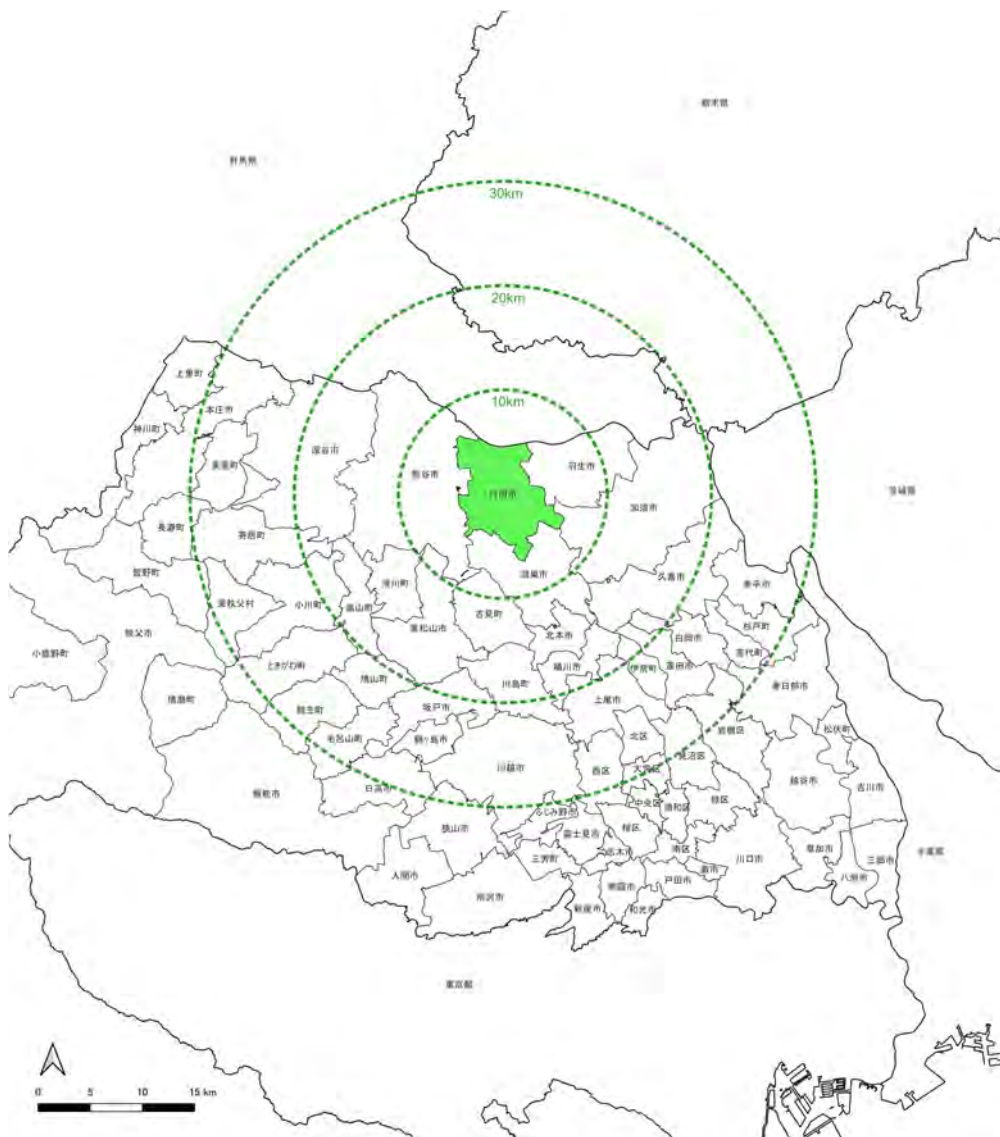 栃木県
群馬県
30km
20km
10km
上里町
本庄市
神川町
深谷市
美里町
熊谷市
羽生市
行田市
茨城県
加須市
長瀞町
寄居町
鴻巣市
皆野町
滑川町
久喜市
幸手市
東秩父村
小川町
嵐山町
吉見町
杉戸町
秩父市
東松山市
北本市
白岡市
宮代町
小鹿野町
ときがわ町
桶川市
伊奈町
蓮田市
鳩山町
川島町
春日部市
横瀬町
越生町
坂戸市
上尾市
毛呂山町
鶴ヶ島市
北区
岩槻区
松伏町
見沼区
川越市
西区
大宮区
越谷市
吉川市
飯能市
日高市
中央区
緑区
浦和区
ふじみ野市
狭山市
桜区
富士見市
南区
草加市
志木市
三芳町
川口市
三郷市
千葉県
入間市
蕨市
戸田市
八潮市
朝霞市
所沢市
新座市
和光市
東京都
0 5 10 15 km